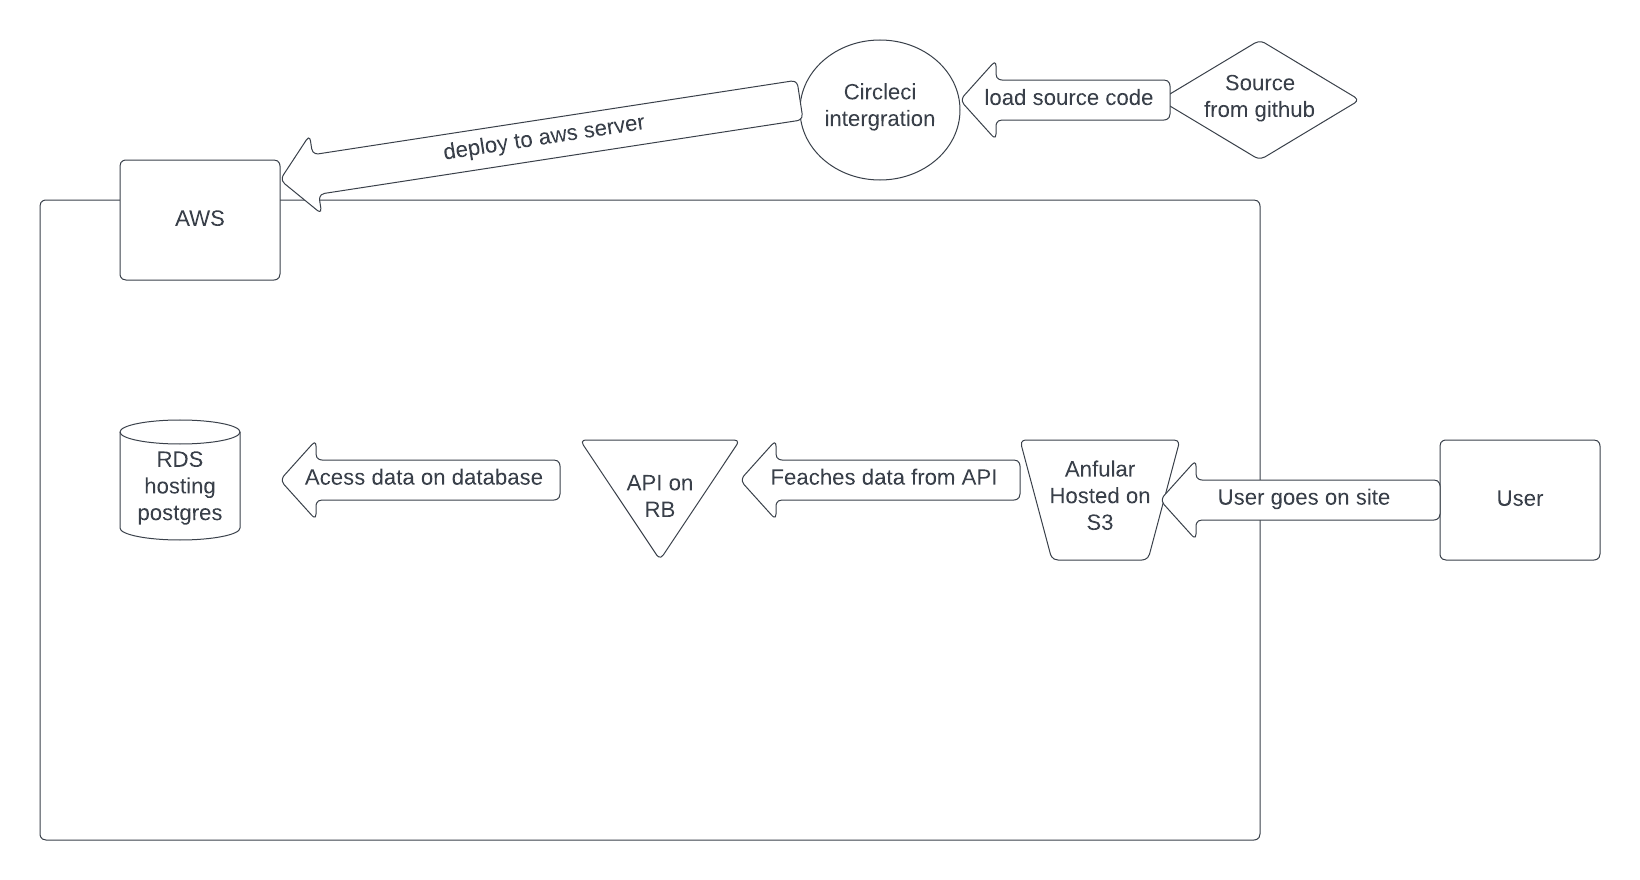 Circleci
intergration
load source code
Source
from github
deploy to aws server
AWS
RDS
hosting
postgres
Acess data on database
API on
RB
Feaches data from API
Anfular
Hosted on
S3
User goes on site
User